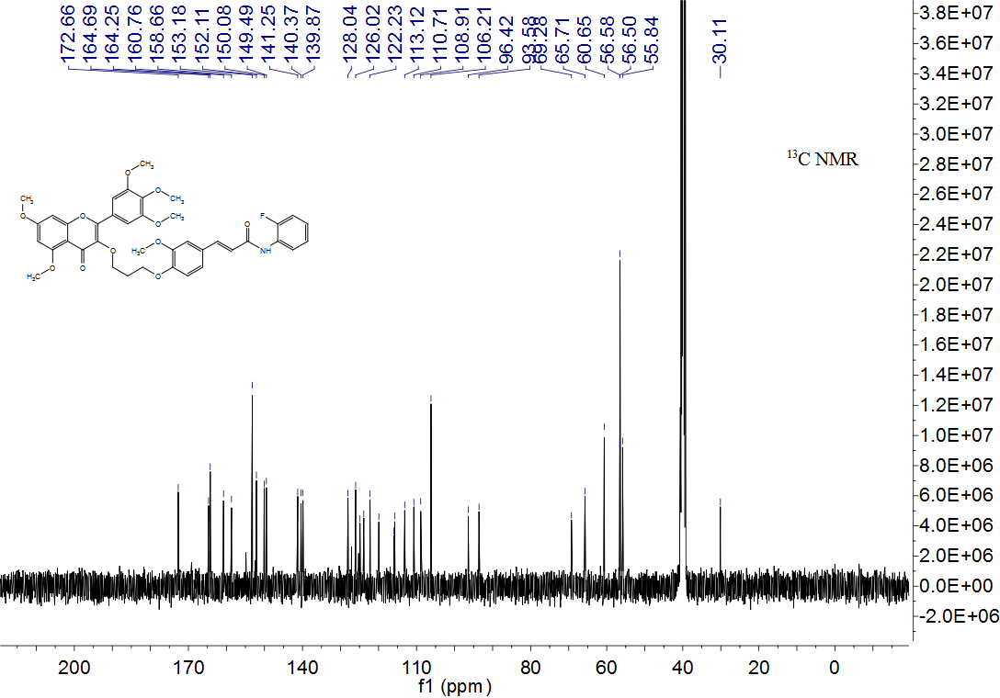 172.66
164.69
164.25
160.76
158.66
153.18
152.11
150.08
149.49
141.25
140.37
139.87
128.04
126.02
122.23
113.12
110.71
108.91
106.21
96.42
69.28
65.71
60.65
56.58
56.50
55.84
30.11
3.8E+07
3.6E+07
3.4E+07
3.2E+07
3.0E+07
2.8E+07
2.6E+07
2.4E+07
2.2E+07
2.0E+07
1.8E+07
1.6E+07
1.4E+07
1.2E+07
1.0E+07
8.0E+06
6.0E+06
4.0E+06
2.0E+06
0.0E+00
-2.0E+06
¹³C NMR
O CH₃
O CH₃
O CH₃
CH₃
O
O
O
O
H₃C
O
O
H₃C O
O
O
NH
F
200 170 140 110 80 60 40 20 0
f1 (ppm)